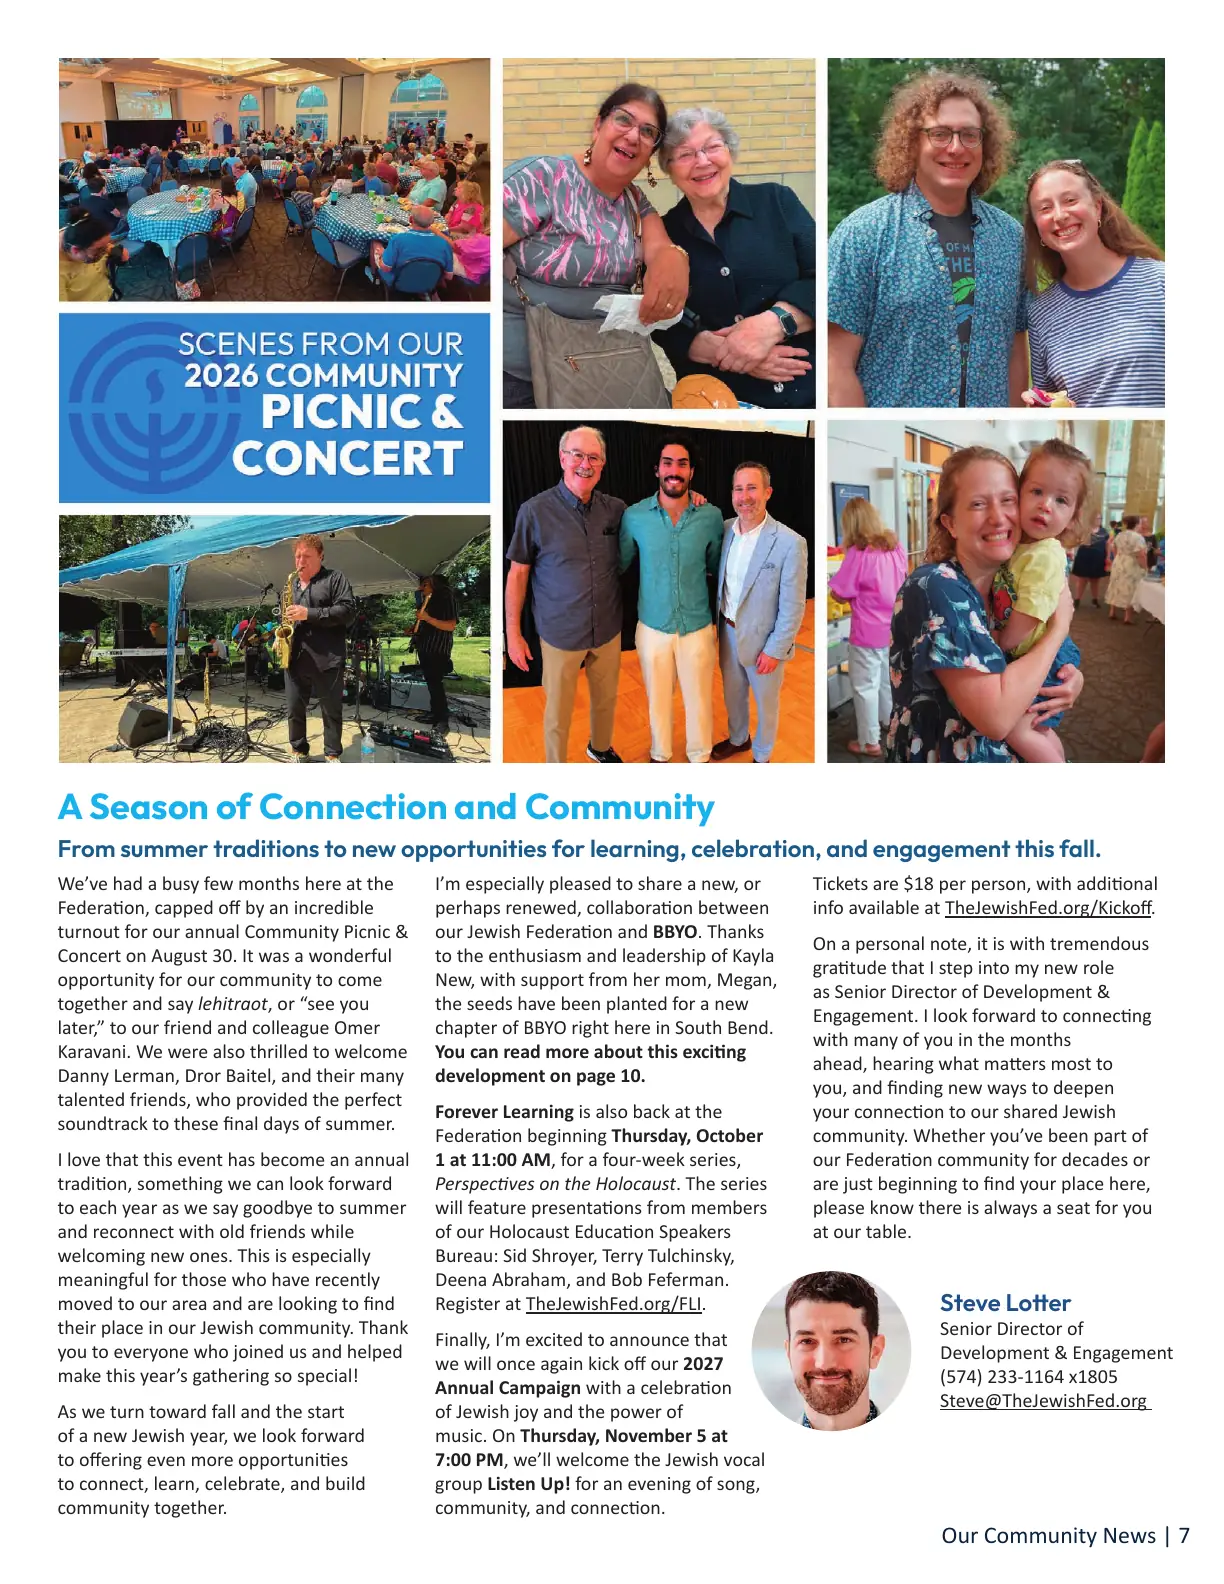 SCENES FROM OUR
2026 COMMUNITY
PICNIC &
CONCERT
OF M
THE
A Season of Connection and Community
From summer traditions to new opportunities for learning, celebration, and engagement this fall.
We’ve had a busy few months here at the
Federation, capped off by an incredible
turnout for our annual Community Picnic &
Concert on August 30. It was a wonderful
opportunity for our community to come
together and say lehitraot, or “see you
later,” to our friend and colleague Omer
Karavani. We were also thrilled to welcome
Danny Lerman, Dror Baitel, and their many
talented friends, who provided the perfect
soundtrack to these final days of summer.
I love that this event has become an annual
tradition, something we can look forward
to each year as we say goodbye to summer
and reconnect with old friends while
welcoming new ones. This is especially
meaningful for those who have recently
moved to our area and are looking to find
their place in our Jewish community. Thank
you to everyone who joined us and helped
make this year’s gathering so special!
As we turn toward fall and the start
of a new Jewish year, we look forward
to offering even more opportunities
to connect, learn, celebrate, and build
community together.
I’m especially pleased to share a new, or
perhaps renewed, collaboration between
our Jewish Federation and BBYO. Thanks
to the enthusiasm and leadership of Kayla
New, with support from her mom, Megan,
the seeds have been planted for a new
chapter of BBYO right here in South Bend.
You can read more about this exciting
development on page 10.
Forever Learning is also back at the
Federation beginning Thursday, October
1 at 11:00 AM, for a four-week series,
Perspectives on the Holocaust. The series
will feature presentations from members
of our Holocaust Education Speakers
Bureau: Sid Shroyer, Terry Tulchinsky,
Deena Abraham, and Bob Feferman.
Register at TheJewishFed.org/FLI.
Finally, I’m excited to announce that
we will once again kick off our 2027
Annual Campaign with a celebration
of Jewish joy and the power of
music. On Thursday, November 5 at
7:00 PM, we’ll welcome the Jewish vocal
group Listen Up! for an evening of song,
community, and connection.
Tickets are $18 per person, with additional
info available at TheJewishFed.org/Kickoff.
On a personal note, it is with tremendous
gratitude that I step into my new role
as Senior Director of Development &
Engagement. I look forward to connecting
with many of you in the months
ahead, hearing what matters most to
you, and finding new ways to deepen
your connection to our shared Jewish
community. Whether you’ve been part of
our Federation community for decades or
are just beginning to find your place here,
please know there is always a seat for you
at our table.
Steve Lotter
Senior Director of
Development & Engagement
(574) 233-1164 x1805
Steve@TheJewishFed.org
Our Community News | 7